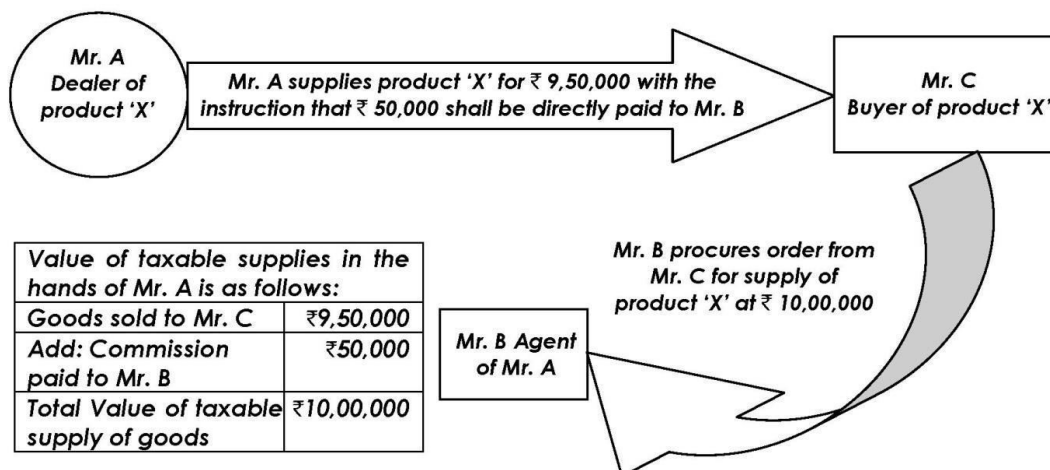 Mr. A
Dealer of
product ‘X’
Mr. A supplies product ‘X’ for ₹ 9,50,000 with the
instruction that ₹ 50,000 shall be directly paid to Mr. B
Mr. C
Buyer of product ‘X’
Mr. B procures order from
Mr. C for supply of
product ‘X’ at ₹ 10,00,000
Value of taxable supplies in the
hands of Mr. A is as follows:
Goods sold to Mr. C ₹9,50,000
Add: Commission ₹50,000
paid to Mr. B
Total Value of taxable ₹10,00,000
supply of goods
Mr. B Agent
of Mr. A